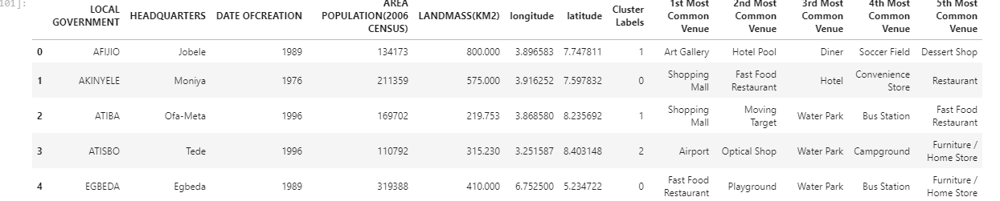 101]:
LOCAL GOVERNMENT HEADQUARTERS DATE OFCREATION AREA POPULATION(2006 CENSUS) LANDMASS(KM2) longitude latitude Cluster Labels 1st Most Common Venue 2nd Most Common Venue 3rd Most Common Venue 4th Most Common Venue 5th Most Common Venue
0 AFIJIO Jobele 1989 134173 800.000 3.896583 7.747811 1 Art Gallery Hotel Pool Diner Soccer Field Dessert Shop
1 AKINYELE Moniya 1976 211359 575.000 3.916252 7.597832 0 Shopping Mall Fast Food Restaurant Hotel Convenience Store Restaurant
2 ATIBA Ofa-Meta 1996 169702 219.753 3.868580 8.235692 1 Shopping Mall Moving Target Water Park Bus Station Fast Food Restaurant
3 ATISBO Tede 1996 110792 315.230 3.251587 8.403148 2 Airport Optical Shop Water Park Campground Furniture / Home Store
4 EGBEDA Egbeda 1989 319388 410.000 6.752500 5.234722 0 Fast Food Restaurant Playground Water Park Bus Station Furniture / Home Store